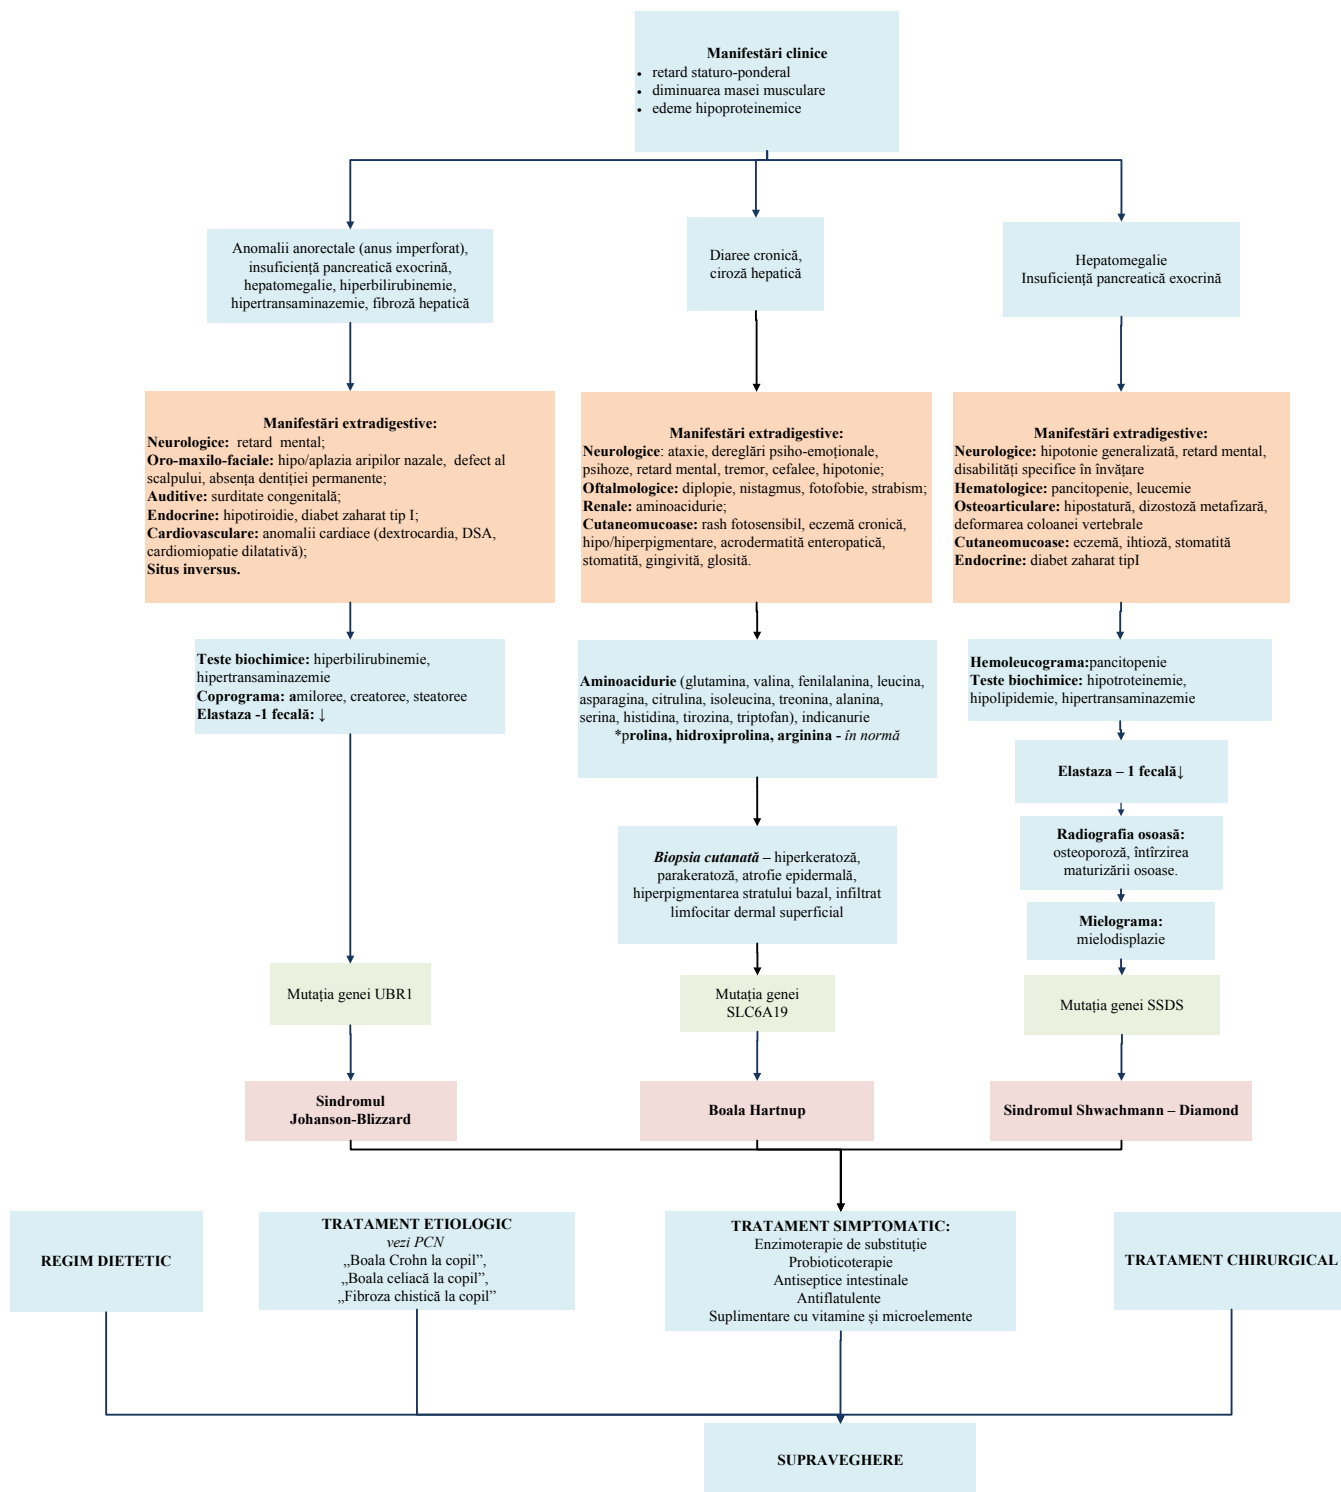 Manifestări clinice
• retard staturo-ponderal
• diminuarea masei musculare
• edeme hipoproteinemice
Anomalii anorectale (anus imperforat),
insuficiență pancreatică exocrină,
hepatomegalie, hiperbilirubinemie,
hipertransaminazemie, fibroză hepatică
Diaree cronică,
ciroză hepatică
Hepatomegalie
Insuficiență pancreatică exocrină
Manifestări extradigestive:
Neurologice: retard mental;
Oro-maxilo-faciale: hipo/aplazia aripilor nazale, defect al
scalpului, absența dentiției permanente;
Auditive: surditate congenitală;
Endocrine: hipotiroidie, diabet zaharat tip I;
Cardiovasculare: anomalii cardiace (dextrocardia, DSA,
cardiomiopatie dilatativă);
Situs inversus.
Manifestări extradigestive:
Neurologice: ataxie, dereglări psiho-emoționale,
psihoze, retard mental, tremor, cefalee, hipotonie;
Oftalmologice: diplopie, nistagmus, fotofobie, strabism;
Renale: aminoacidurie;
Cutaneomucoase: rash fotosensibil, eczemă cronică,
hipo/hiperpigmentare, acrodermatită enteropatică,
stomatită, gingivită, glosită.
Manifestări extradigestive:
Neurologice: hipotonie generalizată, retard mental,
disabilități specifice în învățare
Hematologice: pancitopenie, leucemie
Osteoarticulare: hipostatură, dizostoză metafizară,
deformarea coloanei vertebrale
Cutaneomucoase: eczemă, ihtioză, stomatită
Endocrine: diabet zaharat tipI
Teste biochimice: hiperbilirubinemie,
hipertransaminazemie
Coprograma: amiloree, creatoree, steatoree
Elastaza -1 fecală: ↓
Aminoacidurie (glutamina, valina, fenilalanina, leucina,
asparagina, citrulina, isoleucina, treonina, alanina,
serina, histidina, tirozina, triptofan), indicanurie
*prolina, hidroxiprolina, arginina - în normă
Hemoleucograma:pancitopenie
Teste biochimice: hipotroteinemie,
hipolipidemie, hipertransaminazemie
Elastaza – 1 fecală↓
Radiografia osoasă:
osteoporoză, întîrzirea
maturizării osoase.
Biopsia cutanată – hiperkeratoză,
parakeratoză, atrofie epidermală,
hiperpigmentarea stratului bazal, infiltrat
limfocitar dermal superficial
Mielograma:
mielodisplazie
Mutația genei UBR1
Mutația genei
SLC6A19
Mutația genei SSDS
Sindromul
Johanson-Blizzard
Boala Hartnup
Sindromul Shwachmann – Diamond
REGIM DIETETIC
TRATAMENT ETIOLOGIC
vezi PCN
„Boala Crohn la copil”,
„Boala celiacă la copil”,
„Fibroza chistică la copil”
TRATAMENT SIMPTOMATIC:
Enzimoterapie de substituție
Probioticoterapie
Antiseptice intestinale
Antiflatulente
Suplimentare cu vitamine și microelemente
TRATAMENT CHIRURGICAL
SUPRAVEGHERE